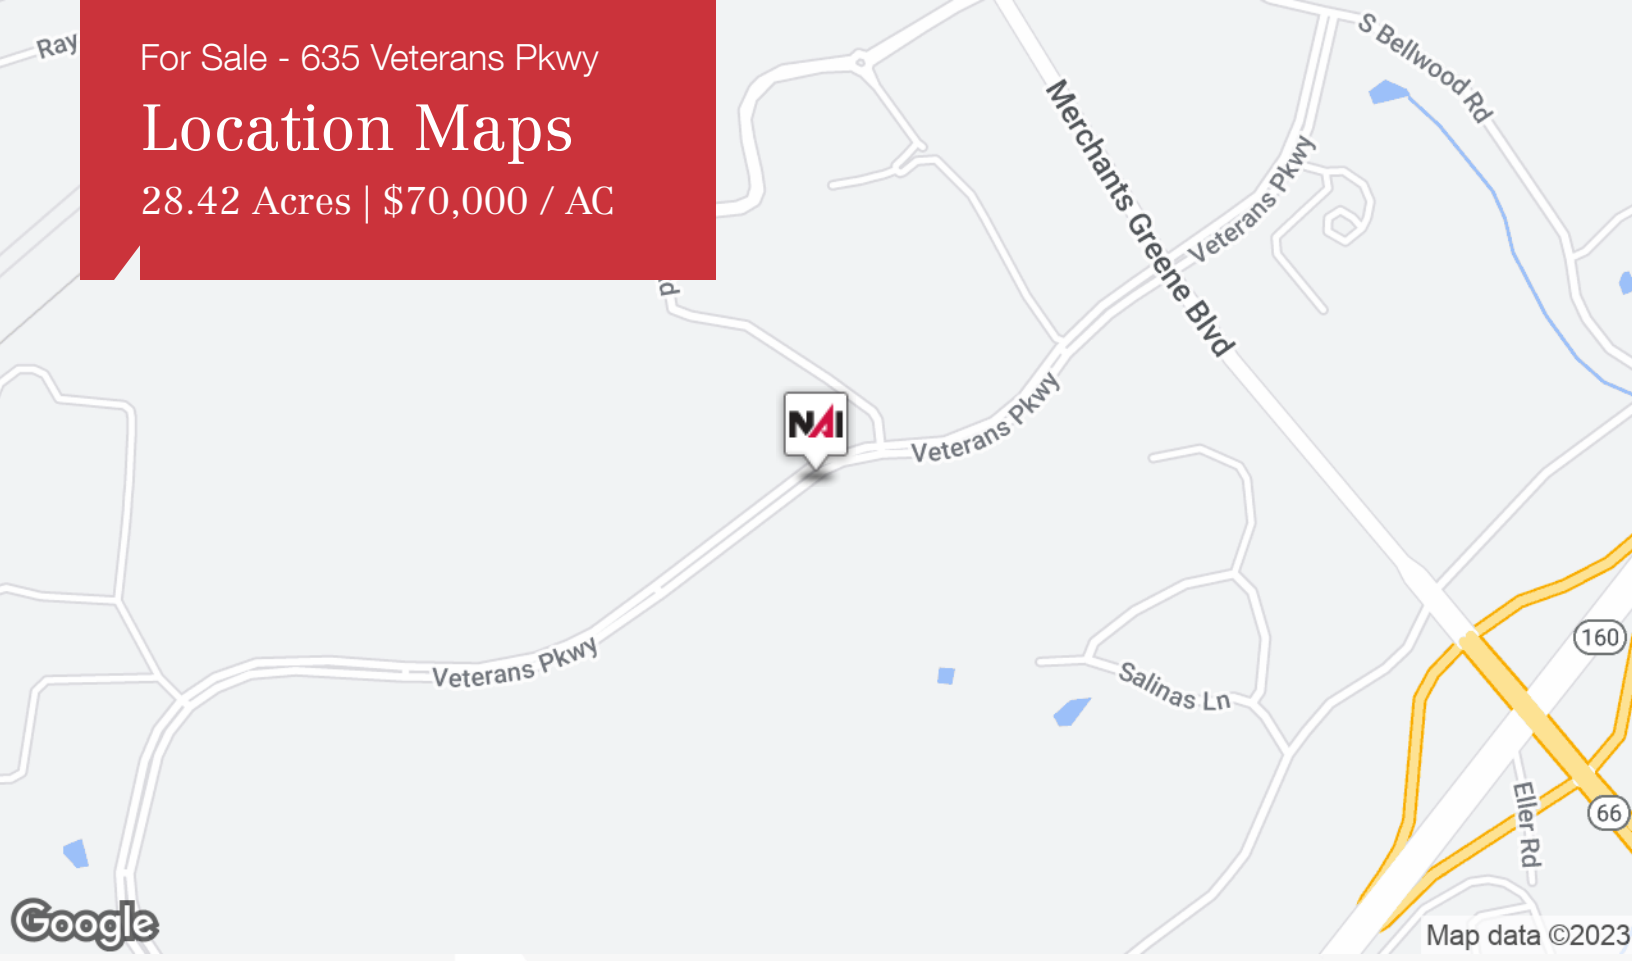 Ray
For Sale - 635 Veterans Pkwy
Location Maps
28.42 Acres | $70,000 / AC
S Bellwood Rd
Merchants Greene Blvd
Veterans Pkwy
NAI
Veterans Pkwy
Veterans Pkwy
160
Salinas Ln
Eller Rd
66
Google
Map data ©2023